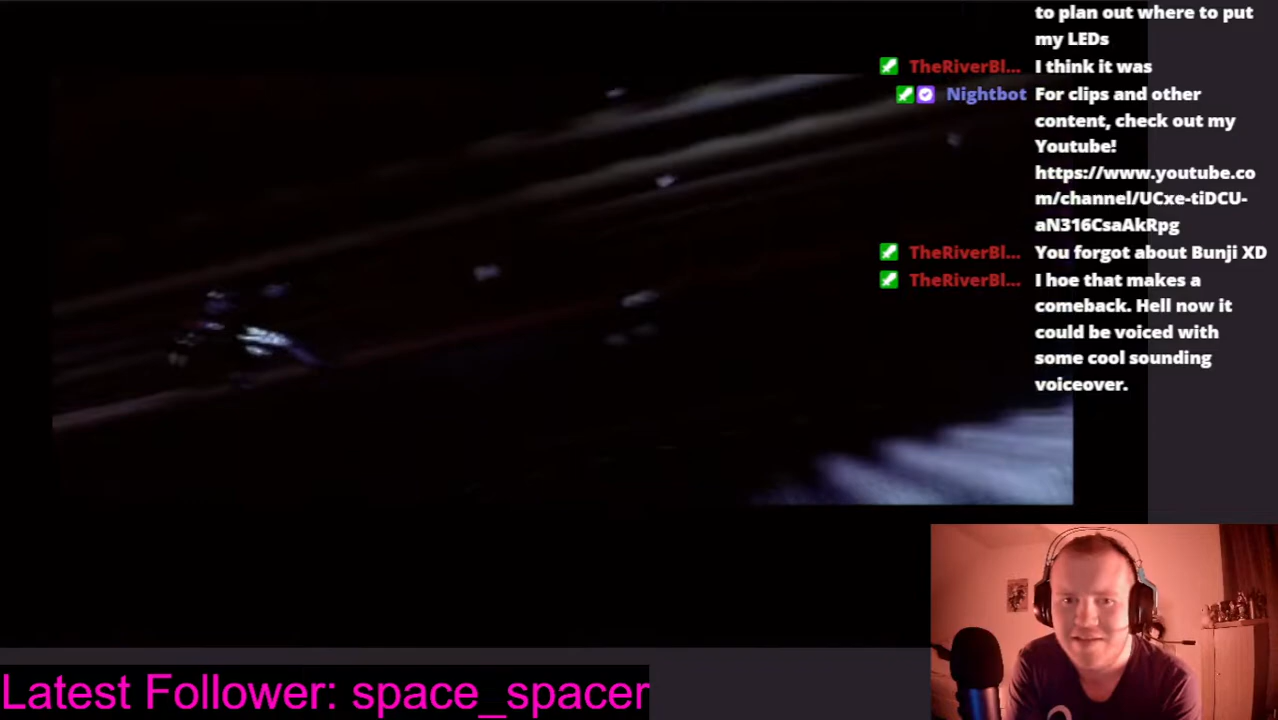 to plan out where to put
my LEDs
TheRiverBl... I think it was
Nightbot For clips and other
content, check out my
Youtube!
https://www.youtube.co
m/channel/UCxe-tiDCU-
aN316CsaAkRpg
TheRiverBl... You forgot about Bunji XD
TheRiverBl... I hoe that makes a
comeback. Hell now it
could be voiced with
some cool sounding
voiceover.
Latest Follower: space_spacer